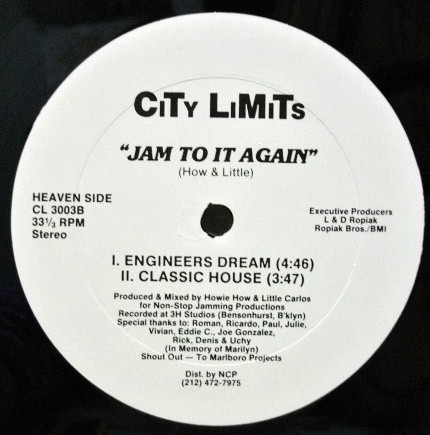 CiTy LiMiTs
"JAM TO IT AGAIN"
(How & Little)
HEAVEN SIDE
CL 3003B
33⅓ RPM
Stereo
Executive Producers
L & D Ropiak
Ropiak Bros./BMI
I. ENGINEERS DREAM (4:46)
II. CLASSIC HOUSE (3:47)
Produced & Mixed by Howie How & Little Carlos
for Non-Stop Jamming Productions
Recorded at 3H Studios (Bensonhurst, B'klyn)
Special thanks to: Roman, Ricardo, Paul, Julie,
Vivian, Eddie C., Joe Gonzalez,
Rick, Denis & Uchy
(In Memory of Marilyn)
Shout Out — To Marlboro Projects
Dist. by NCP
(212) 472-7975